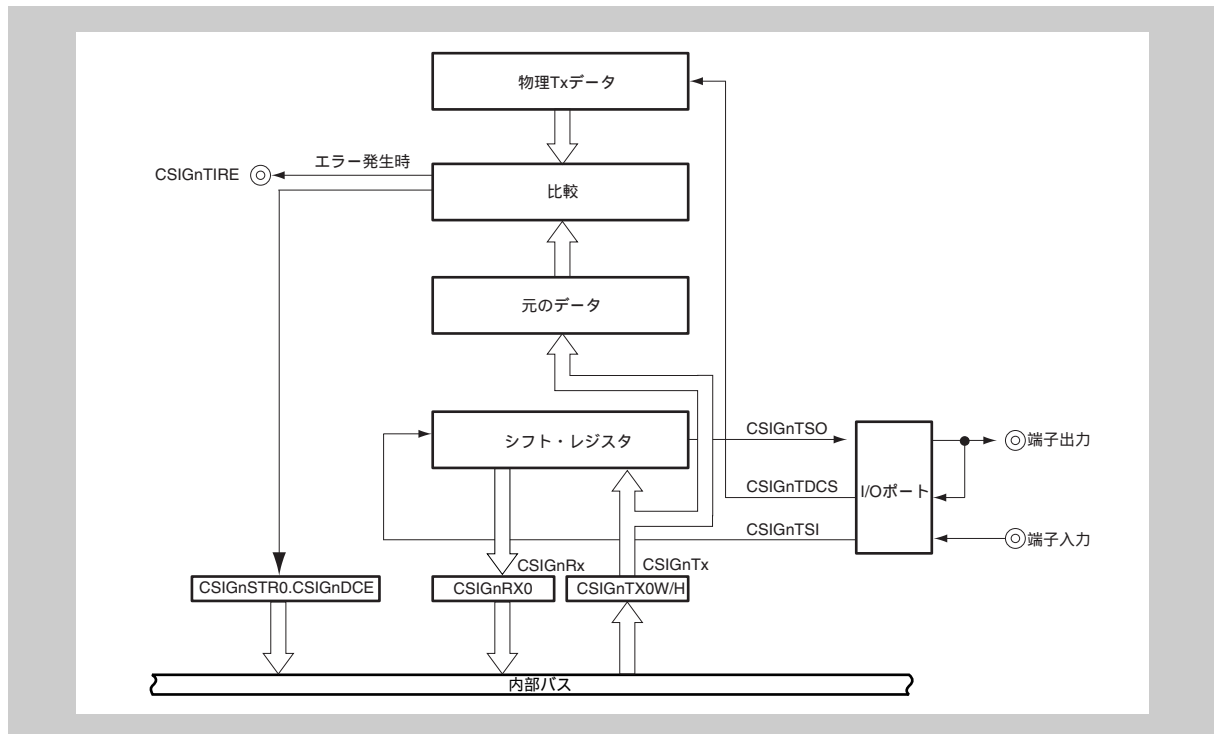 物理Txデータ
エラー発生時
CSIGnTIRE
比較
元のデータ
シフト・レジスタ
CSIGnTSO
端子出力
CSIGnTDCS
I/Oポート
CSIGnTSI
端子入力
CSIGnRx
CSIGnTx
CSIGnSTR0.CSIGnDCE
CSIGnRX0
CSIGnTX0W/H
内部バス